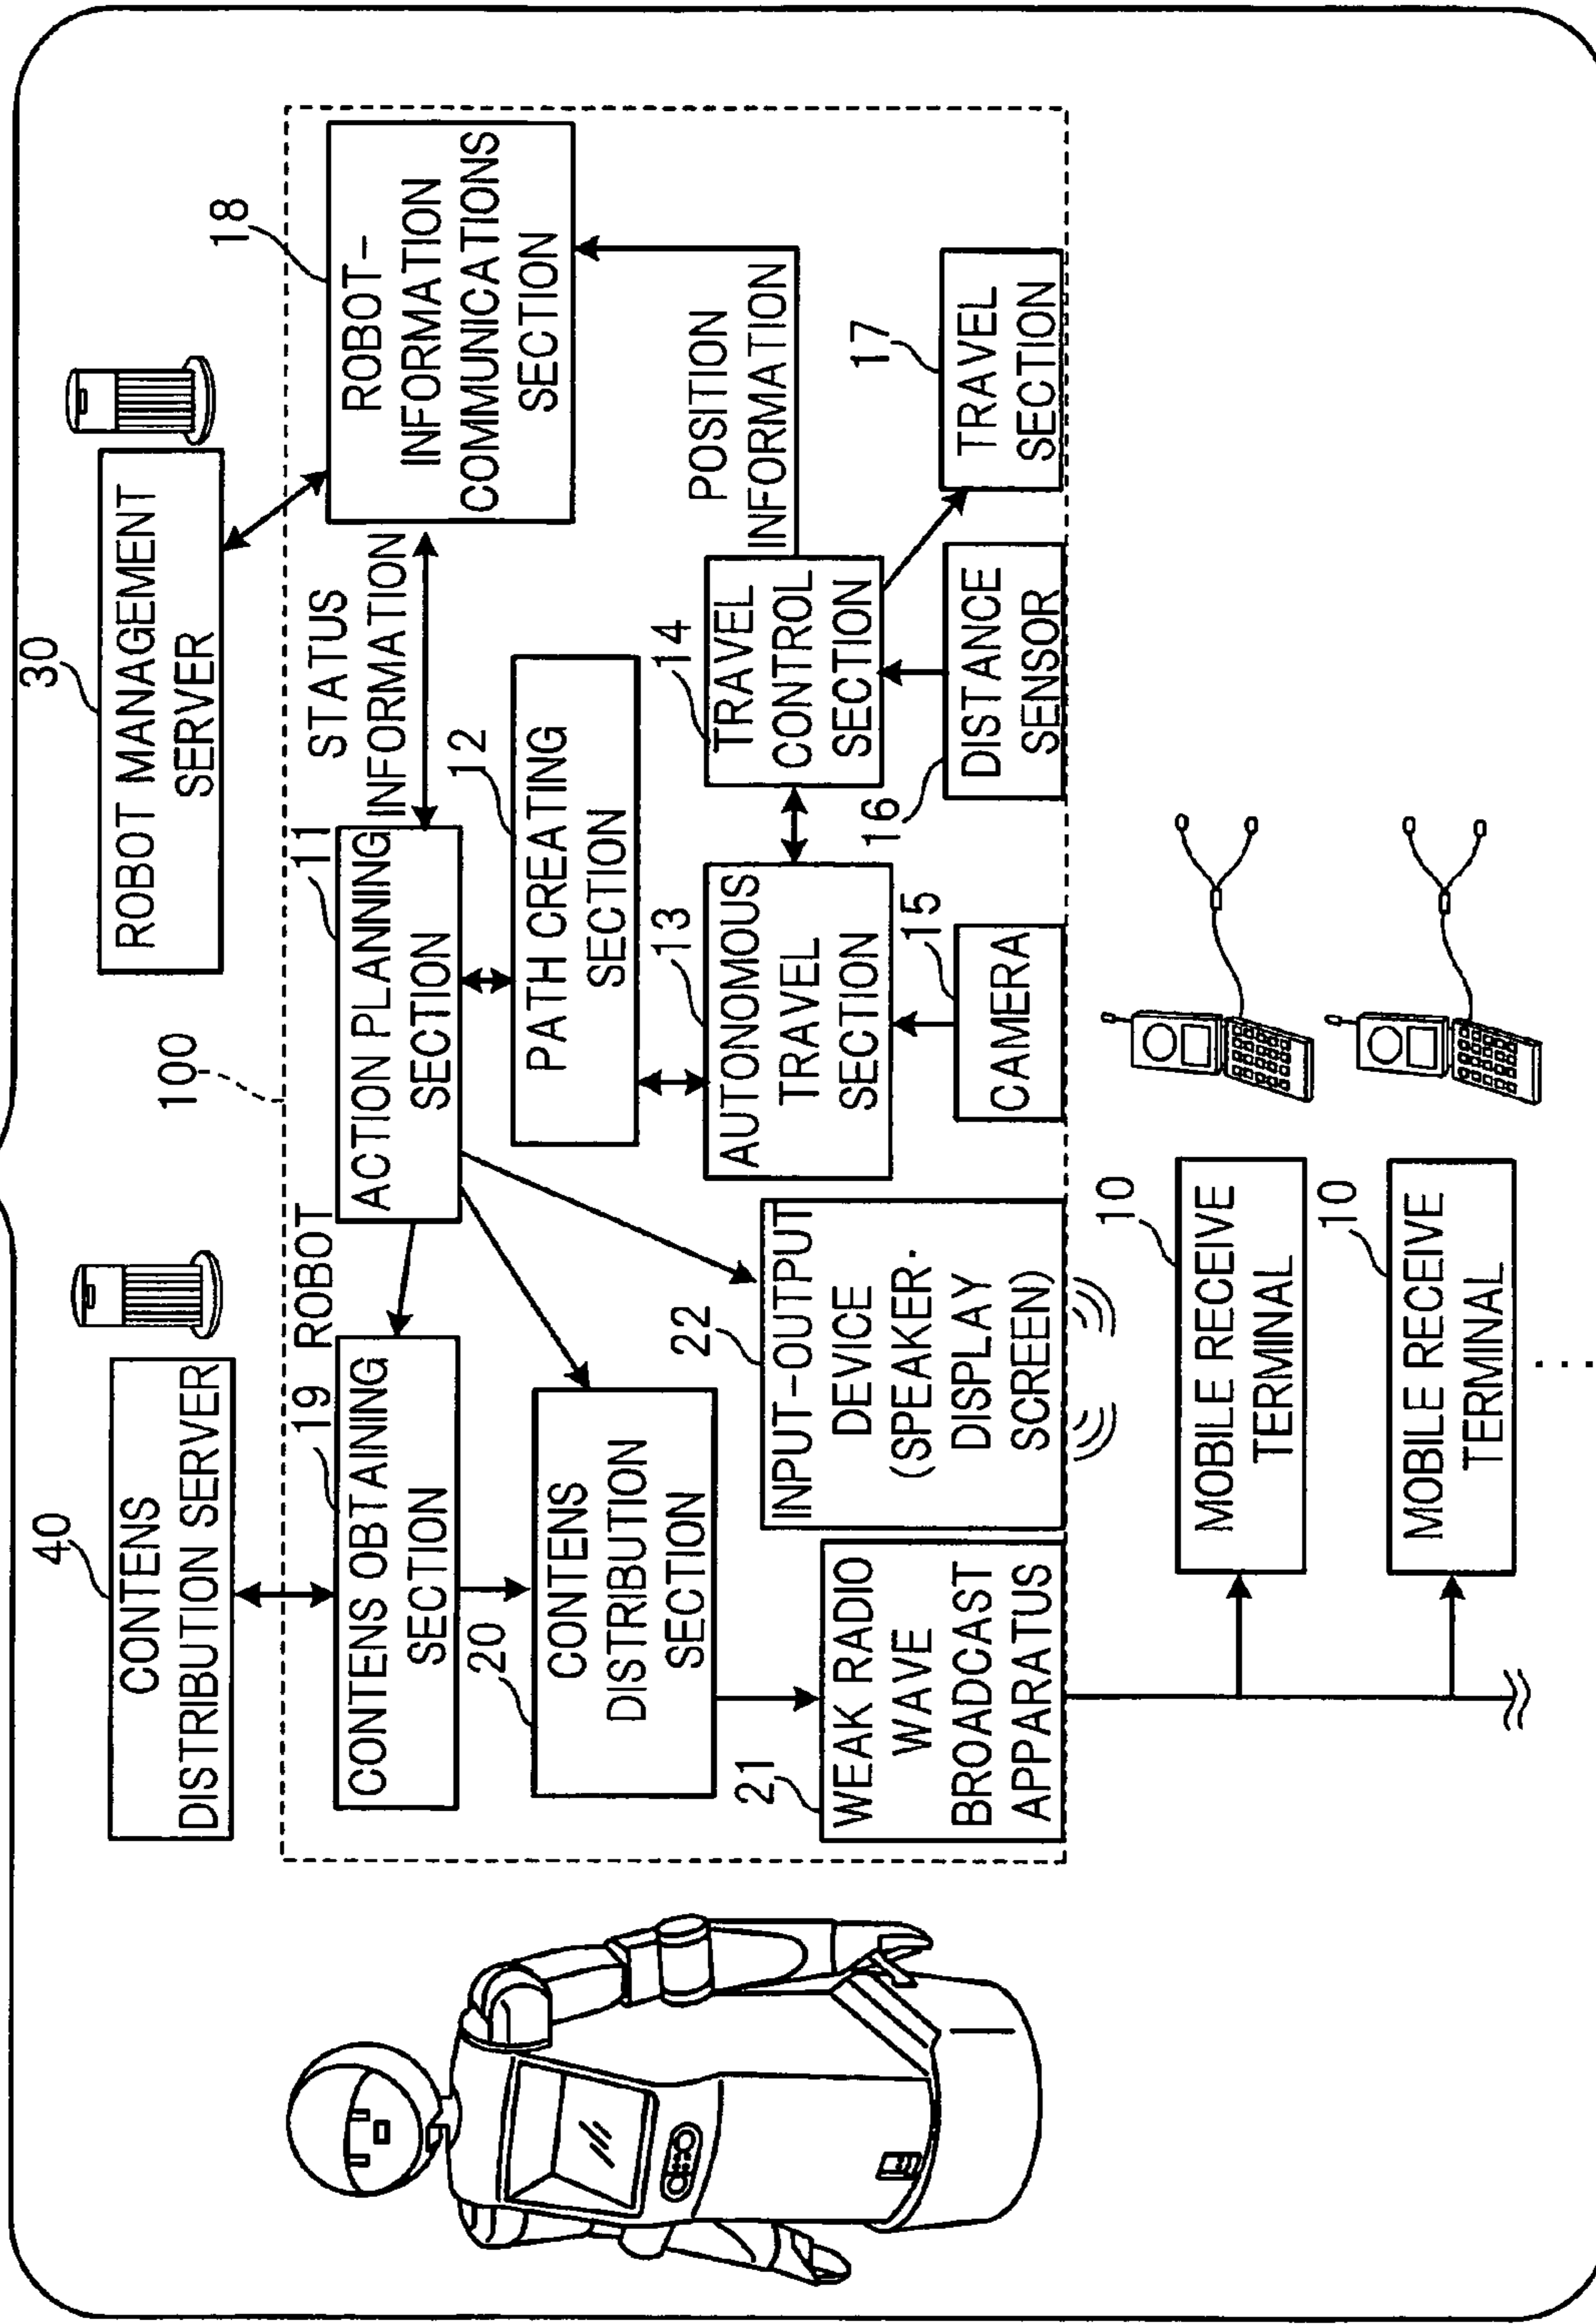 40
CONTENS
DISTRIBUTION SERVER
30
ROBOT MANAGEMENT
SERVER
100
18
19
ROBOT
11
CONTENS OBTAINING
SECTION
ACTION PLANNING
SECTION
STATUS
INFORMATION
ROBOT-
INFORMATION
COMMUNICATIONS
SECTION
20
CONTENS
DISTRIBUTION
SECTION
12
PATH CREATING
SECTION
22
13
14
POSITION
INFORMATION
21
WEAK RADIO
WAVE
BROADCAST
APPARATUS
INPUT-OUTPUT
DEVICE
(SPEAKER.
DISPLAY
SCREEN)
AUTONOMOUS
TRAVEL
SECTION
TRAVEL
CONTROL
SECTION
17
15
16
CAMERA
DISTANCE
SENSOR
TRAVEL
SECTION
10
MOBILE RECEIVE
TERMINAL
10
MOBILE RECEIVE
TERMINAL
...